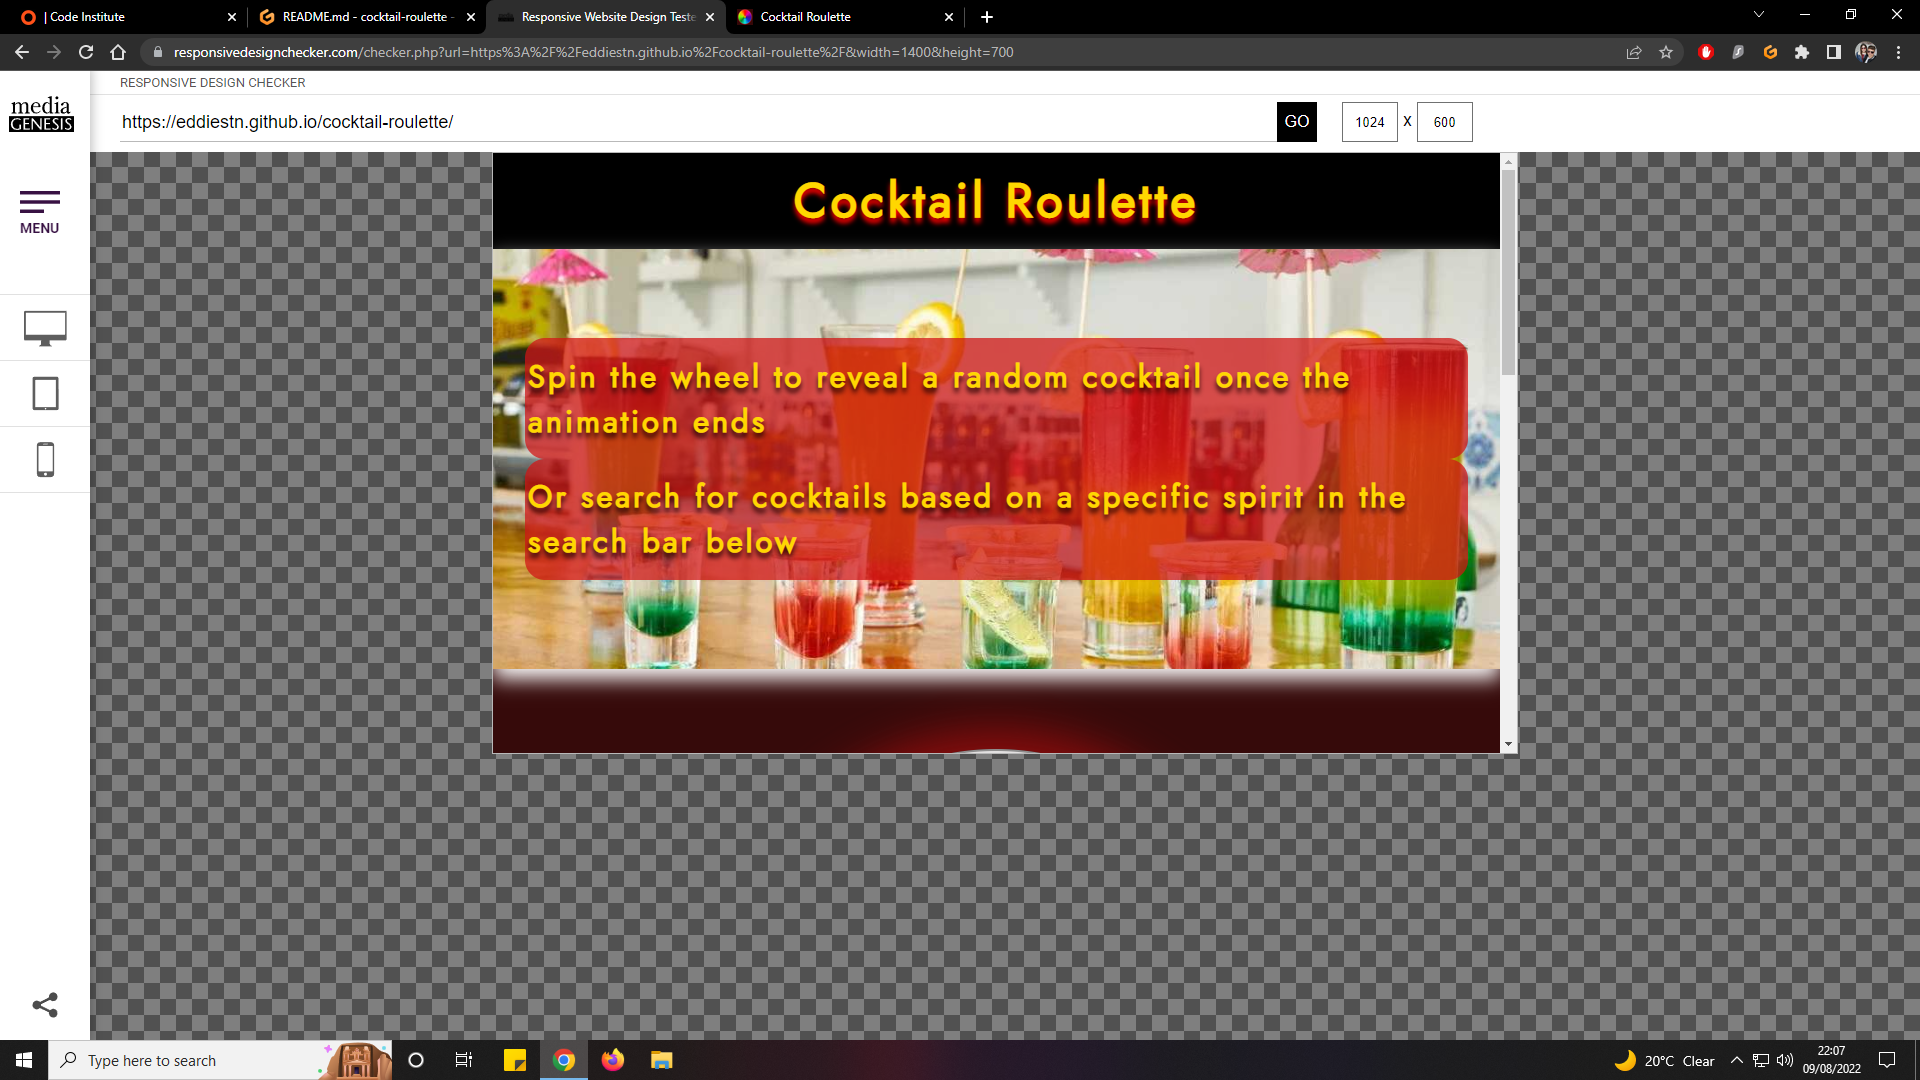 | Code Institute
README.md - cocktail-roulette -
Responsive Website Design Teste
Cocktail Roulette
responsivedesignchecker.com/checker.php?url=https%3A%2F%2Feddiestn.github.io%2Fcocktail-roulette%2F&width=1400&height=700
RESPONSIVE DESIGN CHECKER
media
GENESIS
https://eddiestn.github.io/cocktail-roulette/
GO
1024 X 600
MENU
Cocktail Roulette
Spin the wheel to reveal a random cocktail once the
animation ends
Or search for cocktails based on a specific spirit in the
search bar below
Type here to search
20°C Clear
22:07
09/08/2022